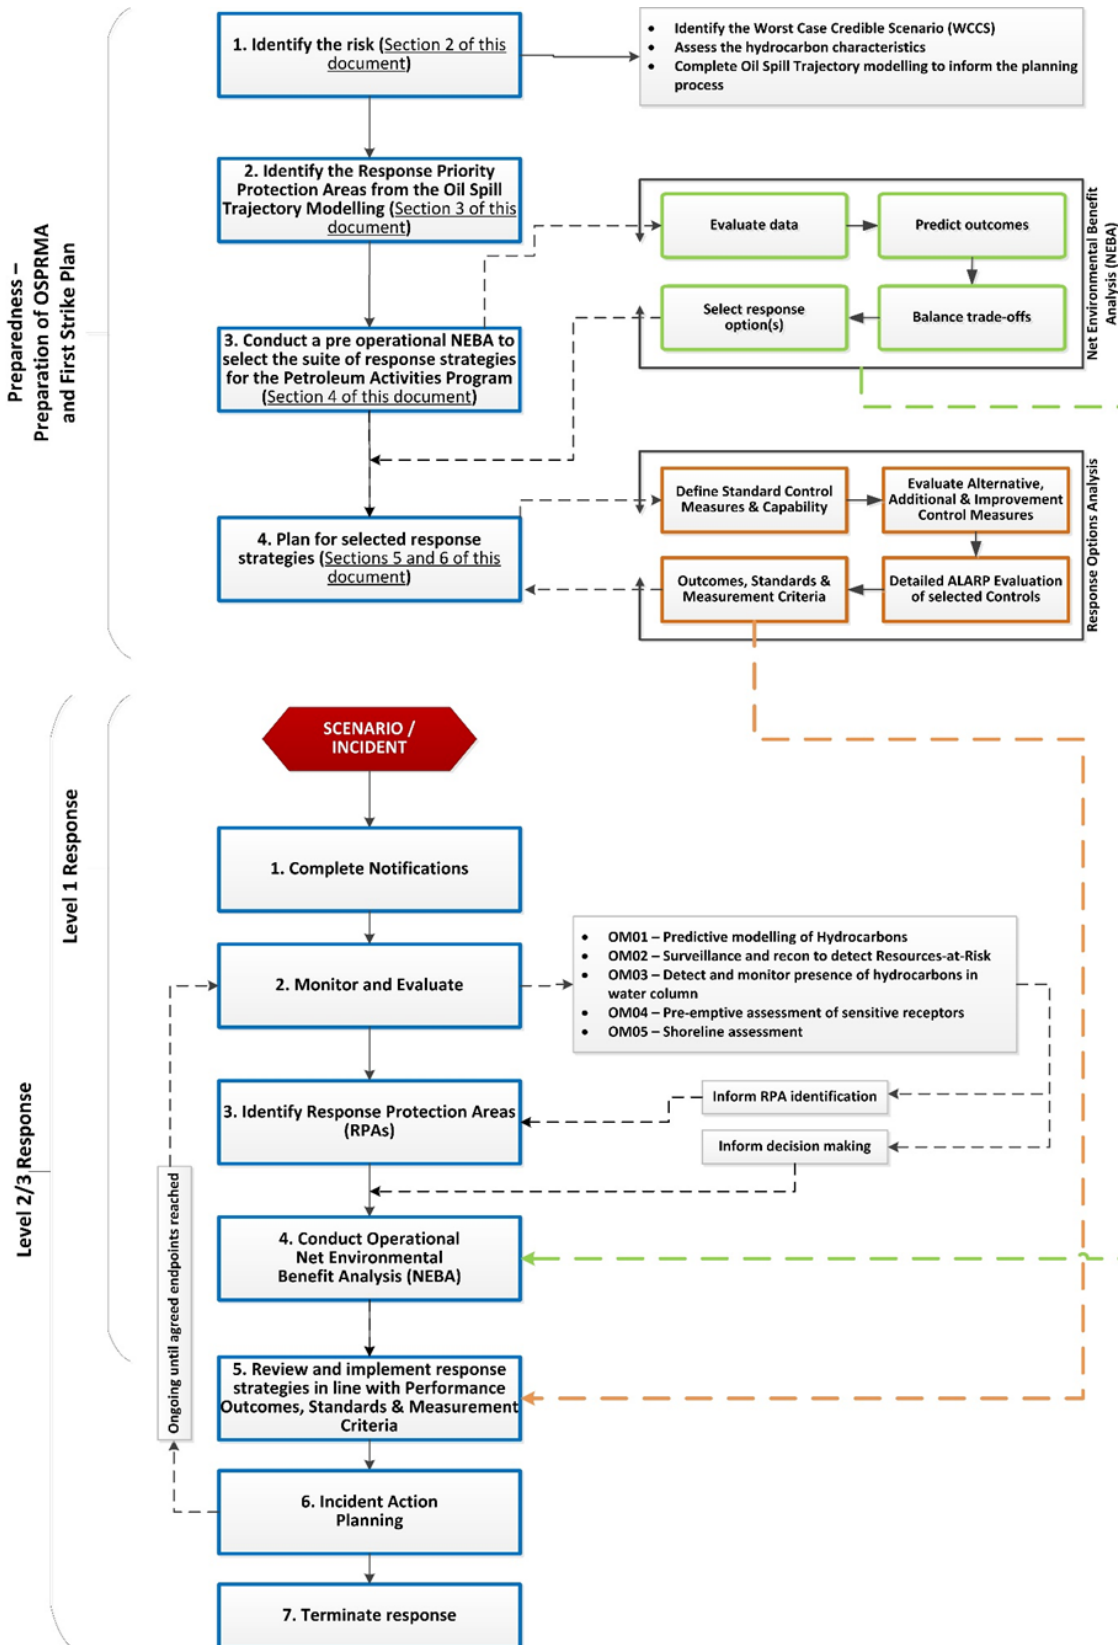 Preparedness –
Preparation of OSPRMA
and First Strike Plan
1. Identify the risk (Section 2 of this
document)
• Identify the Worst Case Credible Scenario (WCCS)
• Assess the hydrocarbon characteristics
• Complete Oil Spill Trajectory modelling to inform the planning
process
2. Identify the Response Priority
Protection Areas from the Oil Spill
Trajectory Modelling (Section 3 of this
document)
Evaluate data
Predict outcomes
Select response
option(s)
Balance trade-offs
Net Environmental Benefit
Analysis (NEBA)
3. Conduct a pre operational NEBA to
select the suite of response strategies
for the Petroleum Activities Program
(Section 4 of this document)
Define Standard Control
Measures & Capability
Evaluate Alternative,
Additional & Improvement
Control Measures
Outcomes, Standards &
Measurement Criteria
Detailed ALARP Evaluation
of selected Controls
Response Options Analysis
4. Plan for selected response
strategies (Sections 5 and 6 of this
document)
Level 1 Response
Level 2/3 Response
SCENARIO /
INCIDENT
1. Complete Notifications
2. Monitor and Evaluate
• OM01 – Predictive modelling of Hydrocarbons
• OM02 – Surveillance and recon to detect Resources-at-Risk
• OM03 – Detect and monitor presence of hydrocarbons in
water column
• OM04 – Pre-emptive assessment of sensitive receptors
• OM05 – Shoreline assessment
3. Identify Response Protection Areas
(RPAs)
Inform RPA identification
Inform decision making
4. Conduct Operational
Net Environmental
Benefit Analysis (NEBA)
Ongoing until agreed endpoints reached
5. Review and implement response
strategies in line with Performance
Outcomes, Standards & Measurement
Criteria
6. Incident Action
Planning
7. Terminate response